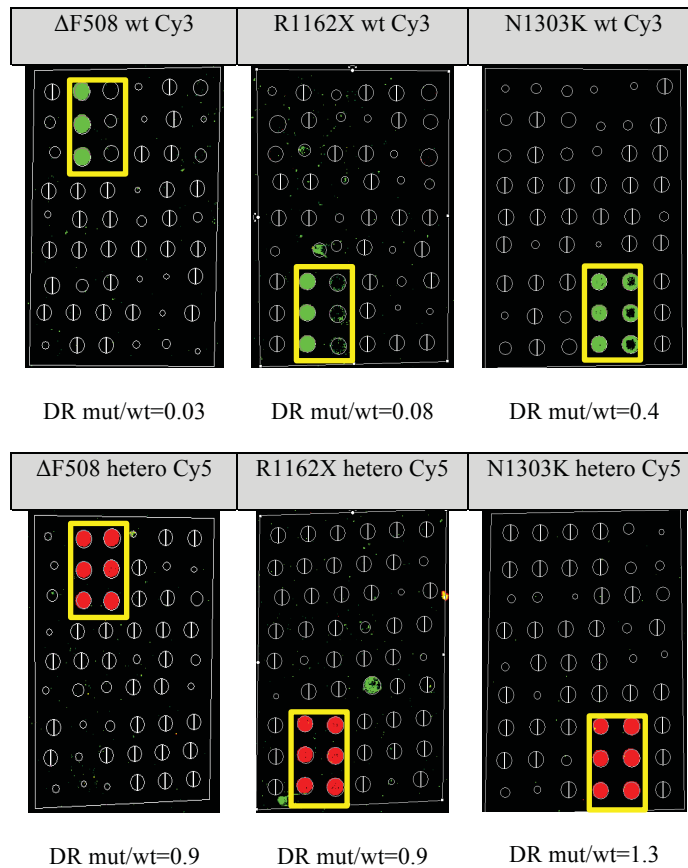 ΔF508 wt Cy3 R1162X wt Cy3 N1303K wt Cy3
DR mut/wt=0.03 DR mut/wt=0.08 DR mut/wt=0.4
ΔF508 hetero Cy5 R1162X hetero Cy5 N1303K hetero Cy5
DR mut/wt=0.9 DR mut/wt=0.9 DR mut/wt=1.3